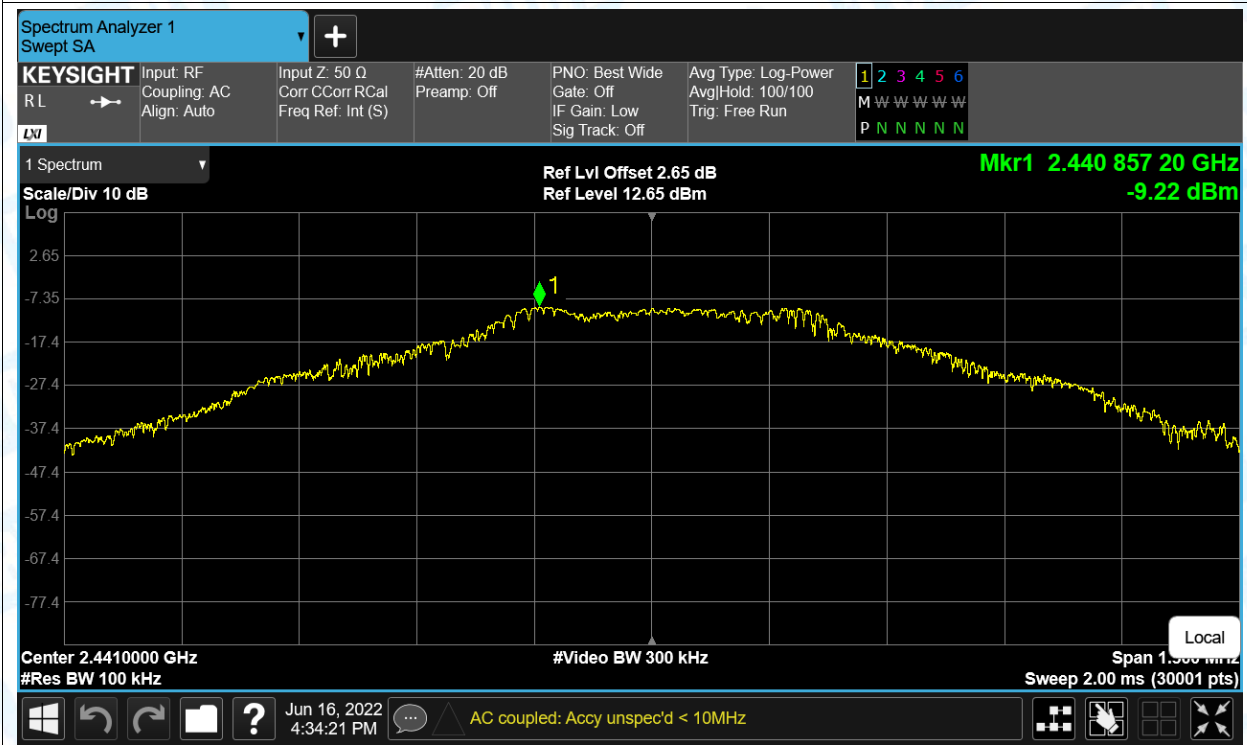 Spectrum Analyzer 1
Swept SA
KEYSIGHT
R L
LXI
Input: RF
Coupling: AC
Align: Auto
Input Z: 50 Ω
Corr CCorr RCal
Freq Ref: Int (S)
#Atten: 20 dB
Preamp: Off
PNO: Best Wide
Gate: Off
IF Gain: Low
Sig Track: Off
Avg Type: Log-Power
Avg|Hold: 100/100
Trig: Free Run
1 2 3 4 5 6
M W W W W W
P N N N N N
1 Spectrum
Scale/Div 10 dB
Log
Ref Lvl Offset 2.65 dB
Ref Level 12.65 dBm
Mkr1 2.440 857 20 GHz
-9.22 dBm
2.65
-7.35
-17.4
-27.4
-37.4
-47.4
-57.4
-67.4
-77.4
1
Local
Center 2.4410000 GHz
#Video BW 300 kHz
Span
#Res BW 100 kHz
Sweep 2.00 ms (30001 pts)
?
Jun 16, 2022
4:34:21 PM
AC coupled: Accy unspec'd < 10MHz